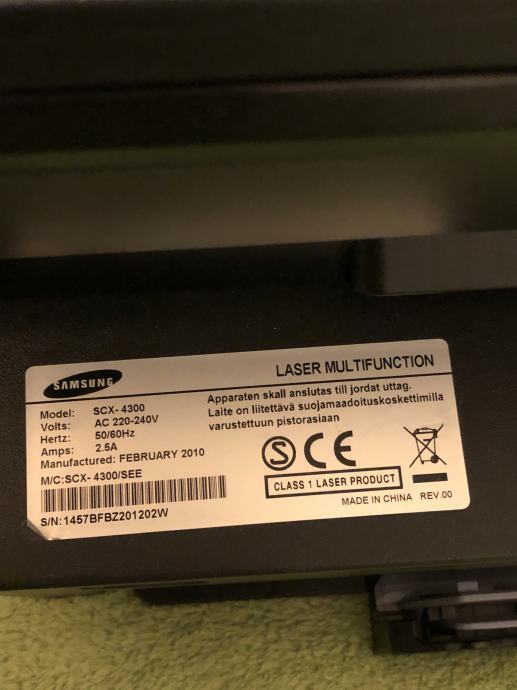 SAMSUNG
LASER MULTIFUNCTION
Model: SCX- 4300
Volts: AC 220-240V
Hertz: 50/60Hz
Amps: 2.5A
Manufactured: FEBRUARY 2010
M/C:SCX- 4300/SEE
S/N:1457BFBZ201202W
Apparaten skall anslutas till jordat uttag.
Laite on liitettävä suojamaadoituskoskettimilla
varustettuun pistorasiaan
S CE
CLASS 1 LASER PRODUCT
MADE IN CHINA REV.00